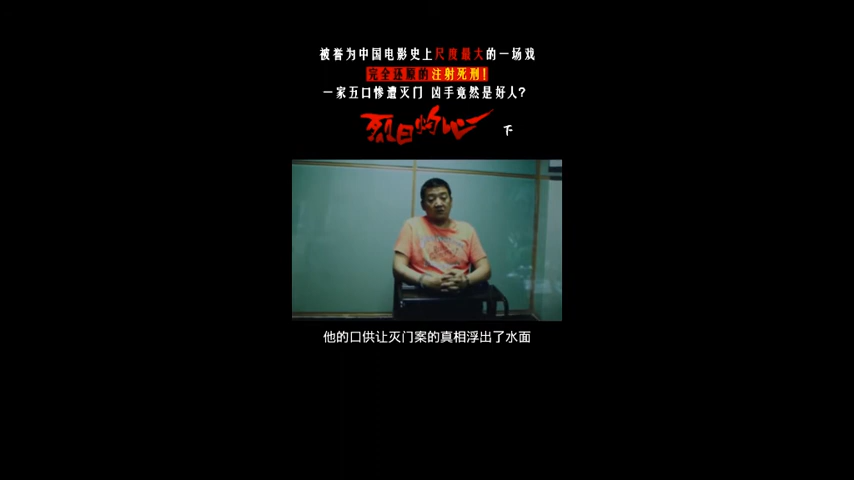 被誉为中国电影史上尺度最大的一场戏
完全还原的注射死刑！
一家五口惨遭灭门 凶手竟然是好人？
烈日灼心 下
他的口供让灭门案的真相浮出了水面